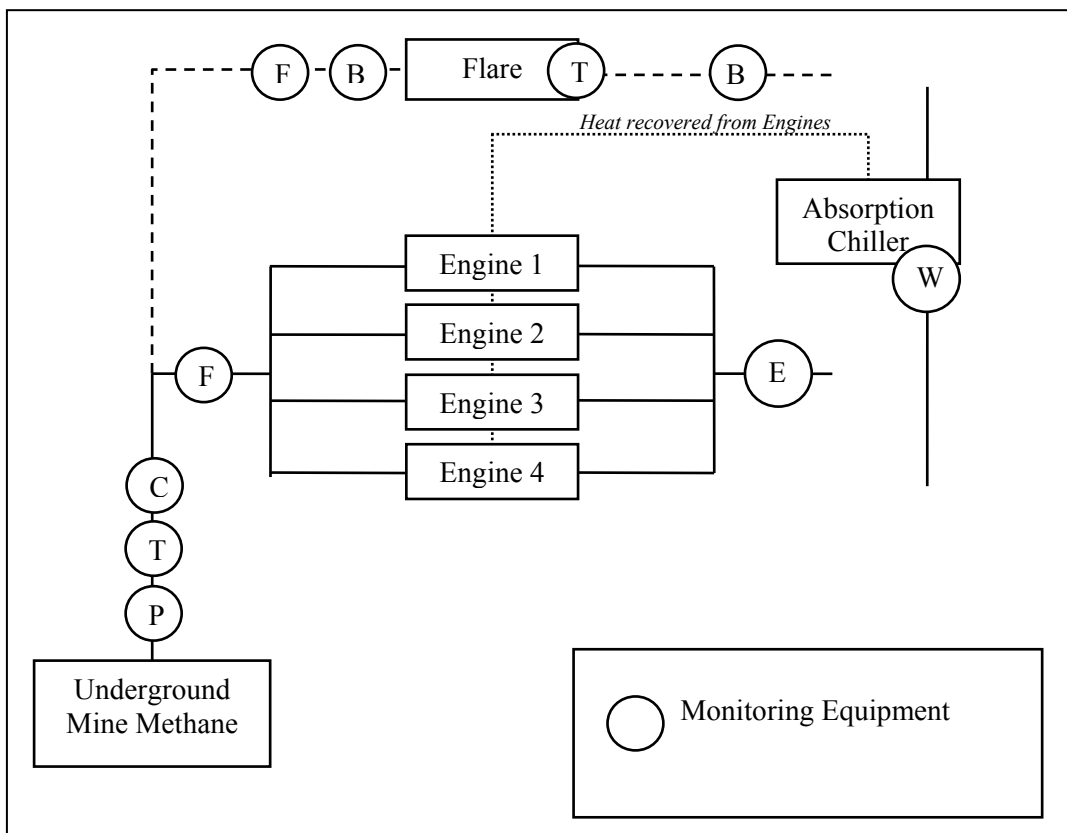 F
B
Flare
T
B
Heat recovered from Engines
Absorption
Chiller
W
Engine 1
Engine 2
F
E
Engine 3
Engine 4
C
T
P
Underground
Mine Methane
Monitoring Equipment